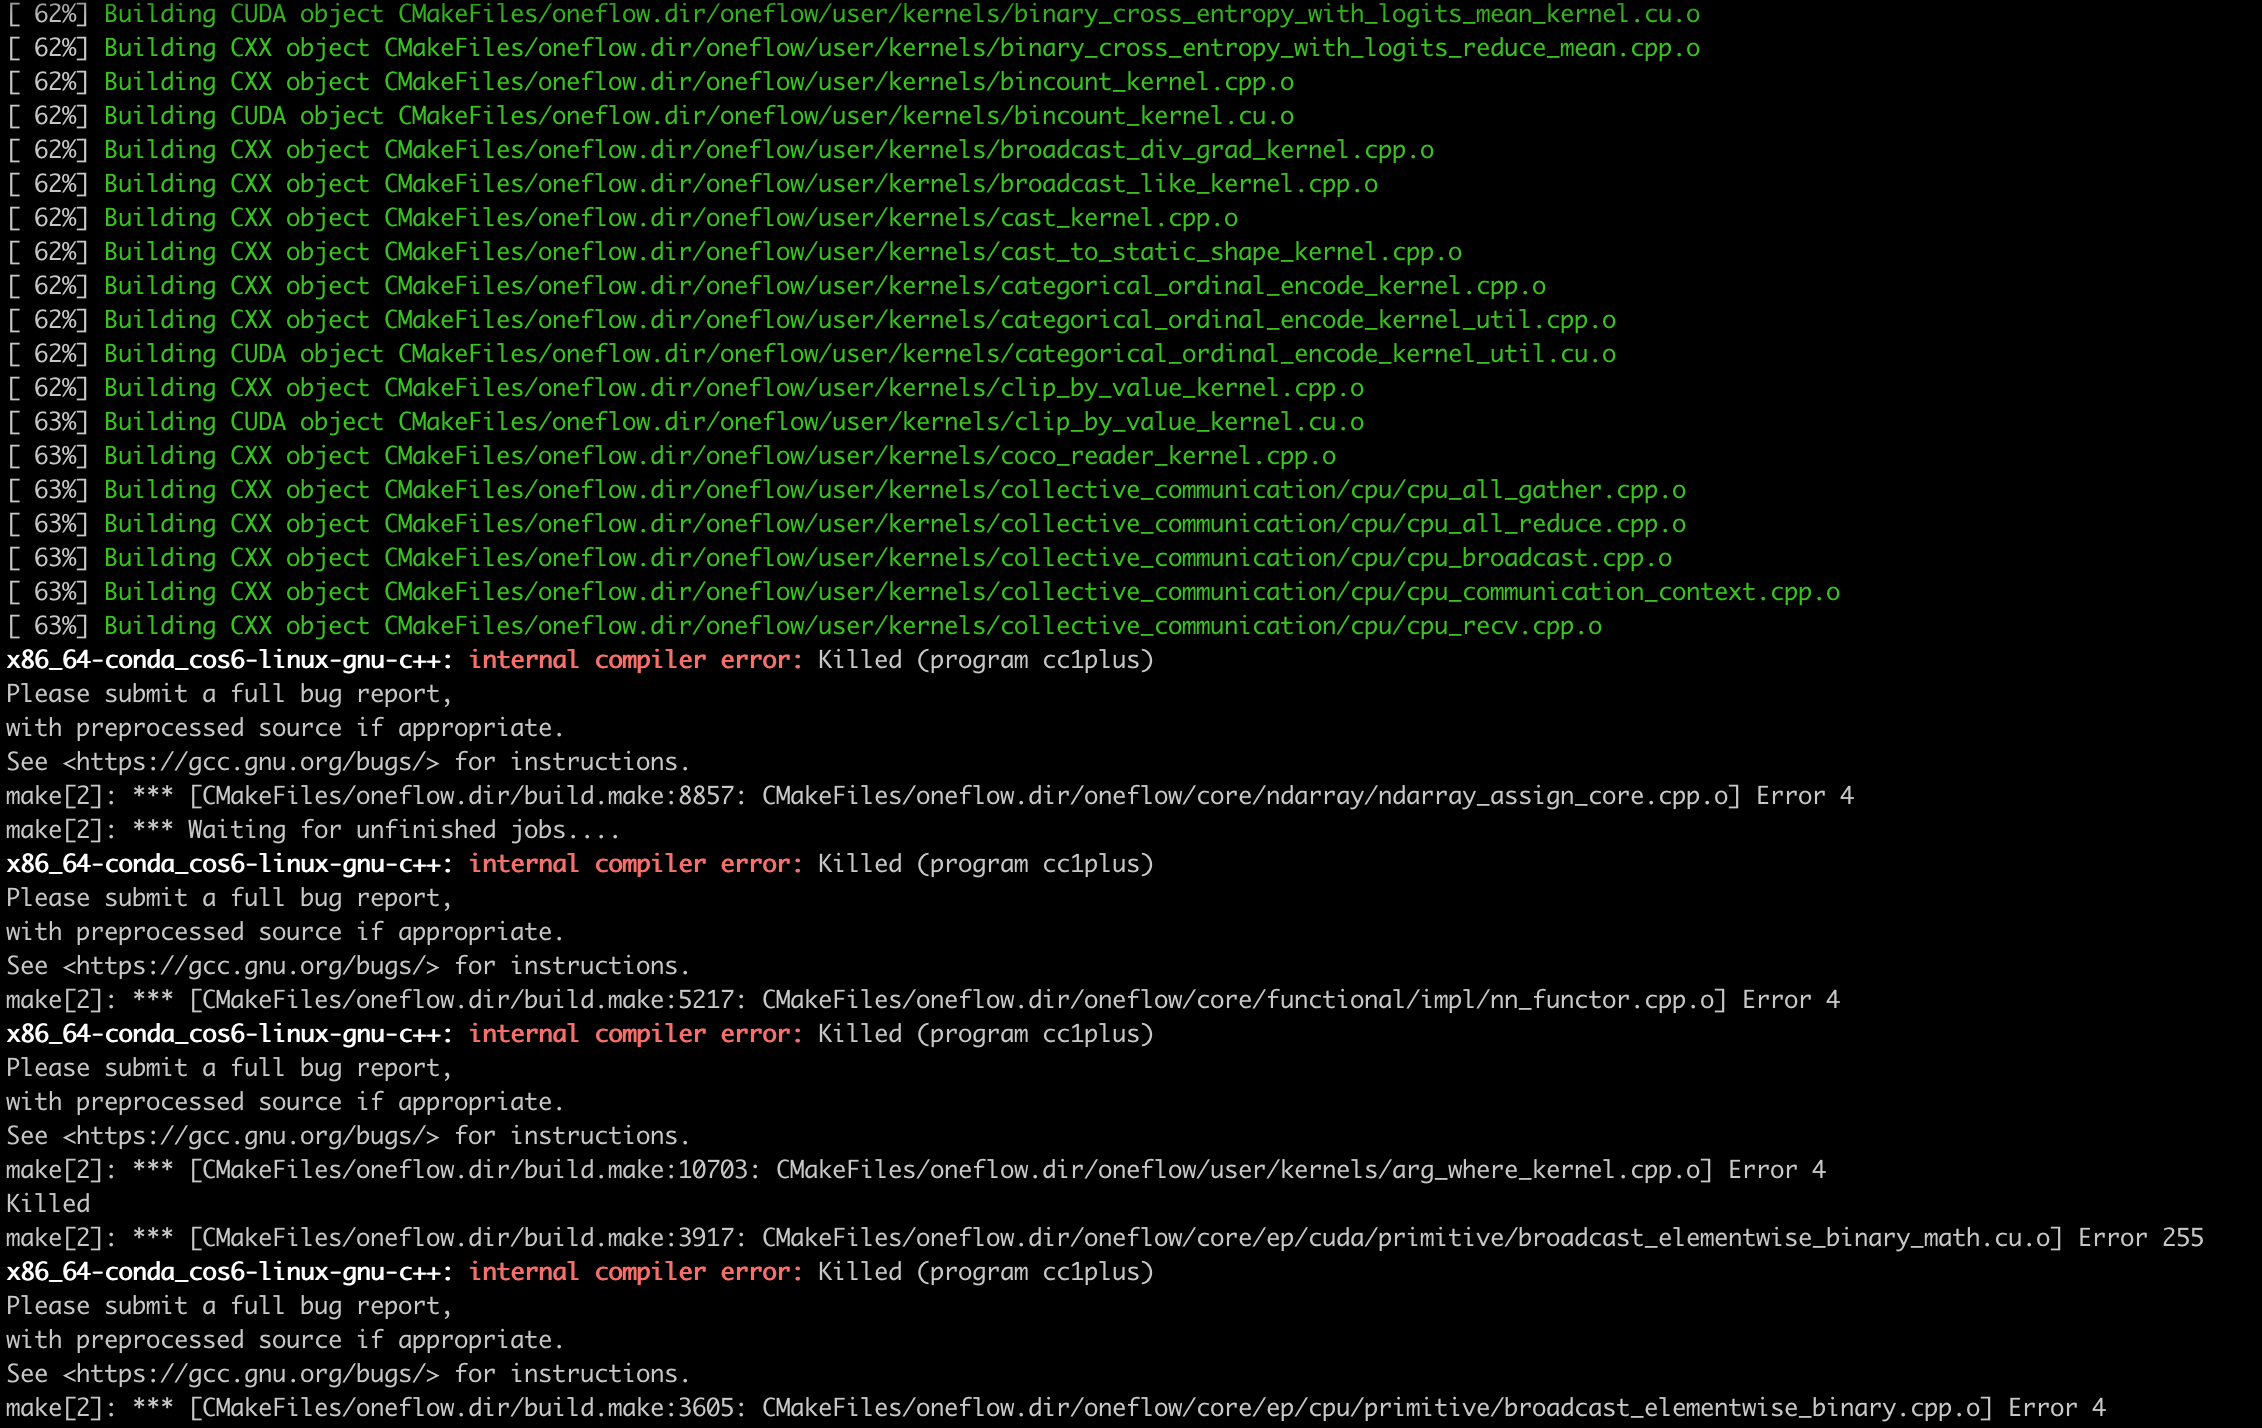 [ 62%] Building CUDA object CMakeFiles/oneflow.dir/oneflow/user/kernels/binary_cross_entropy_with_logits_mean_kernel.cu.o
[ 62%] Building CXX object CMakeFiles/oneflow.dir/oneflow/user/kernels/binary_cross_entropy_with_logits_reduce_mean.cpp.o
[ 62%] Building CXX object CMakeFiles/oneflow.dir/oneflow/user/kernels/bincount_kernel.cpp.o
[ 62%] Building CUDA object CMakeFiles/oneflow.dir/oneflow/user/kernels/bincount_kernel.cu.o
[ 62%] Building CXX object CMakeFiles/oneflow.dir/oneflow/user/kernels/broadcast_div_grad_kernel.cpp.o
[ 62%] Building CXX object CMakeFiles/oneflow.dir/oneflow/user/kernels/broadcast_like_kernel.cpp.o
[ 62%] Building CXX object CMakeFiles/oneflow.dir/oneflow/user/kernels/cast_kernel.cpp.o
[ 62%] Building CXX object CMakeFiles/oneflow.dir/oneflow/user/kernels/cast_to_static_shape_kernel.cpp.o
[ 62%] Building CXX object CMakeFiles/oneflow.dir/oneflow/user/kernels/categorical_ordinal_encode_kernel.cpp.o
[ 62%] Building CXX object CMakeFiles/oneflow.dir/oneflow/user/kernels/categorical_ordinal_encode_kernel_util.cpp.o
[ 62%] Building CUDA object CMakeFiles/oneflow.dir/oneflow/user/kernels/categorical_ordinal_encode_kernel_util.cu.o
[ 62%] Building CXX object CMakeFiles/oneflow.dir/oneflow/user/kernels/clip_by_value_kernel.cpp.o
[ 63%] Building CUDA object CMakeFiles/oneflow.dir/oneflow/user/kernels/clip_by_value_kernel.cu.o
[ 63%] Building CXX object CMakeFiles/oneflow.dir/oneflow/user/kernels/coco_reader_kernel.cpp.o
[ 63%] Building CXX object CMakeFiles/oneflow.dir/oneflow/user/kernels/collective_communication/cpu/cpu_all_gather.cpp.o
[ 63%] Building CXX object CMakeFiles/oneflow.dir/oneflow/user/kernels/collective_communication/cpu/cpu_all_reduce.cpp.o
[ 63%] Building CXX object CMakeFiles/oneflow.dir/oneflow/user/kernels/collective_communication/cpu/cpu_broadcast.cpp.o
[ 63%] Building CXX object CMakeFiles/oneflow.dir/oneflow/user/kernels/collective_communication/cpu/cpu_communication_context.cpp.o
[ 63%] Building CXX object CMakeFiles/oneflow.dir/oneflow/user/kernels/collective_communication/cpu/cpu_recv.cpp.o
x86_64-conda_cos6-linux-gnu-c++: internal compiler error: Killed (program cc1plus)
Please submit a full bug report,
with preprocessed source if appropriate.
See <https://gcc.gnu.org/bugs/> for instructions.
make[2]: *** [CMakeFiles/oneflow.dir/build.make:8857: CMakeFiles/oneflow.dir/oneflow/core/ndarray/ndarray_assign_core.cpp.o] Error 4
make[2]: *** Waiting for unfinished jobs....
x86_64-conda_cos6-linux-gnu-c++: internal compiler error: Killed (program cc1plus)
Please submit a full bug report,
with preprocessed source if appropriate.
See <https://gcc.gnu.org/bugs/> for instructions.
make[2]: *** [CMakeFiles/oneflow.dir/build.make:5217: CMakeFiles/oneflow.dir/oneflow/core/functional/impl/nn_functor.cpp.o] Error 4
x86_64-conda_cos6-linux-gnu-c++: internal compiler error: Killed (program cc1plus)
Please submit a full bug report,
with preprocessed source if appropriate.
See <https://gcc.gnu.org/bugs/> for instructions.
make[2]: *** [CMakeFiles/oneflow.dir/build.make:10703: CMakeFiles/oneflow.dir/oneflow/user/kernels/arg_where_kernel.cpp.o] Error 4
Killed
make[2]: *** [CMakeFiles/oneflow.dir/build.make:3917: CMakeFiles/oneflow.dir/oneflow/core/ep/cuda/primitive/broadcast_elementwise_binary_math.cu.o] Error 255
x86_64-conda_cos6-linux-gnu-c++: internal compiler error: Killed (program cc1plus)
Please submit a full bug report,
with preprocessed source if appropriate.
See <https://gcc.gnu.org/bugs/> for instructions.
make[2]: *** [CMakeFiles/oneflow.dir/build.make:3605: CMakeFiles/oneflow.dir/oneflow/core/ep/cpu/primitive/broadcast_elementwise_binary.cpp.o] Error 4